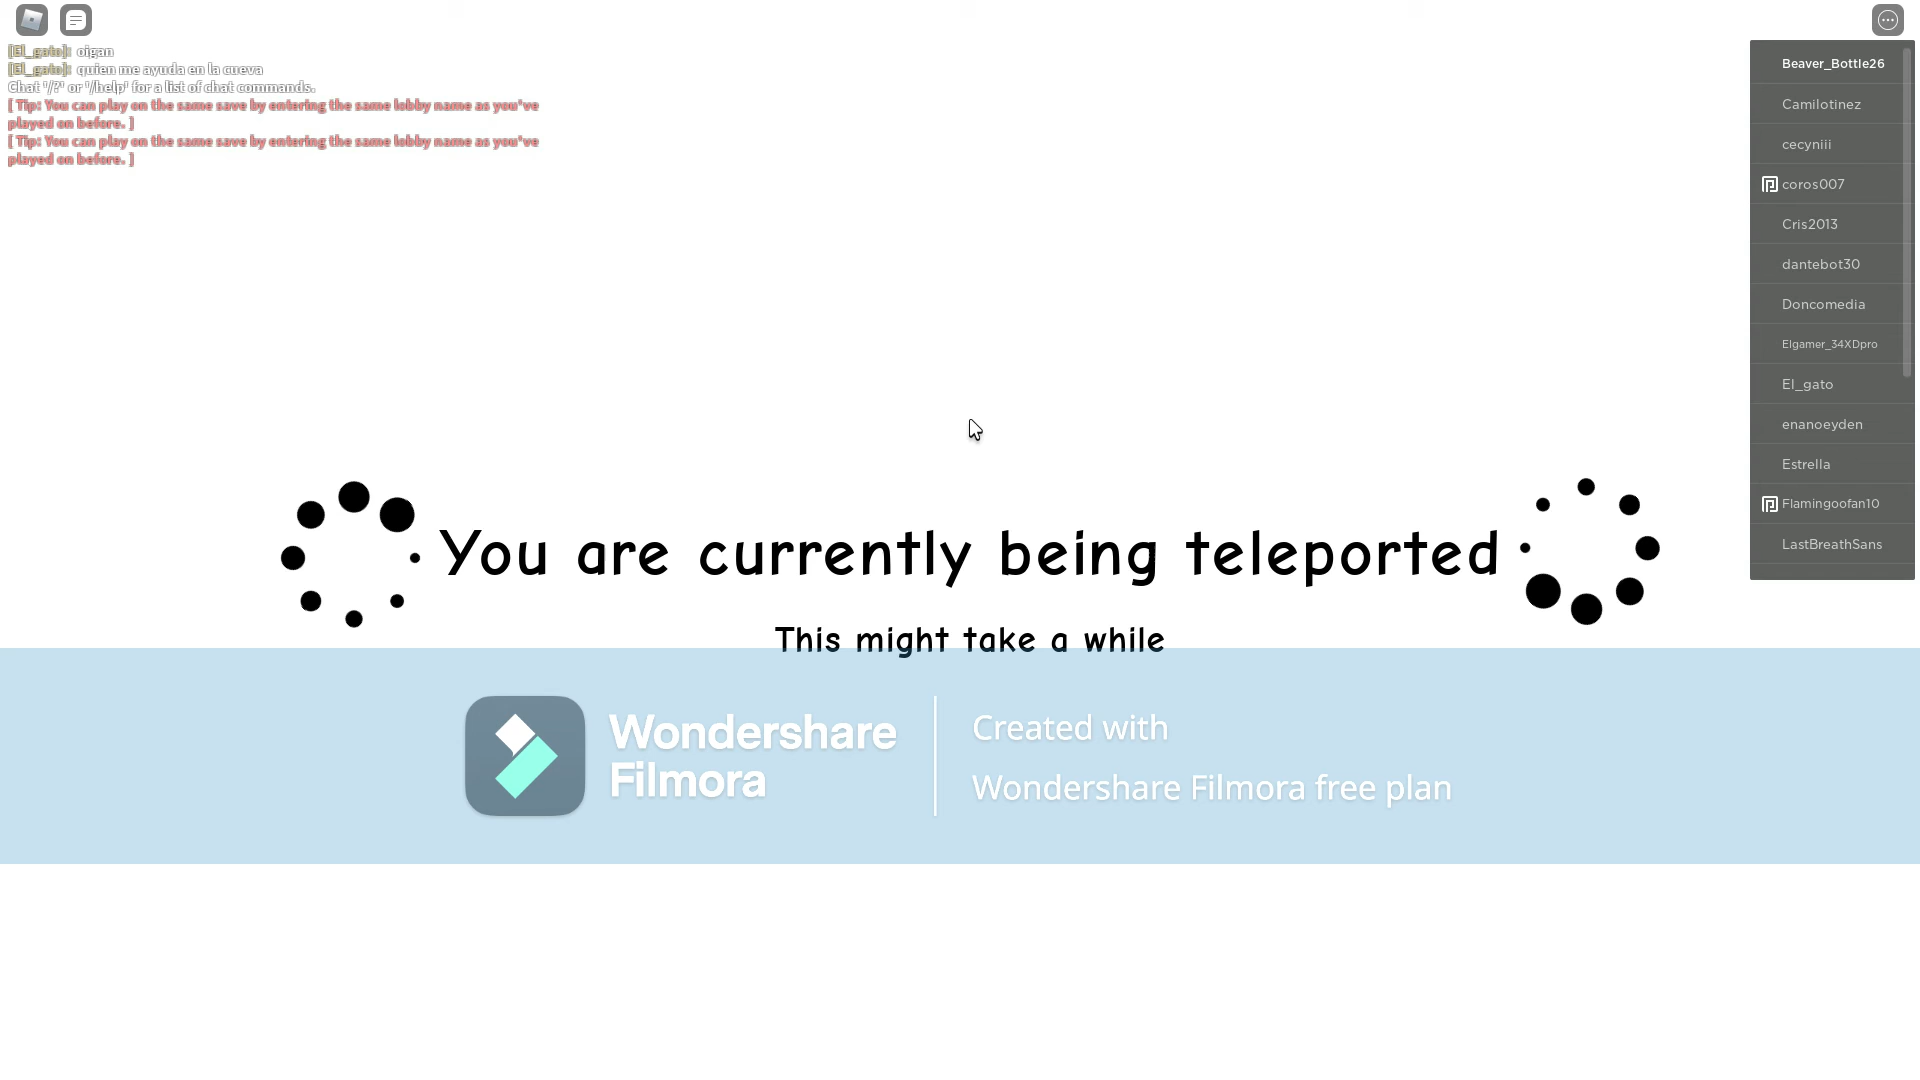 [El_gato]: oigan
[El_gato]: quien me ayuda en la cueva
Chat '/?' or '/help' for a list of chat commands.
[ Tip: You can play on the same save by entering the same lobby name as you've
played on before. ]
[ Tip: You can play on the same save by entering the same lobby name as you've
played on before. ]
Beaver_Bottle26
Camilotinez
cecyniii
coros007
Cris2013
dantebot30
Doncomedia
Elgamer_34XDpro
El_gato
enanoeyden
Estrella
Flamingoofan10
LastBreathSans
You are currently being teleported
This might take a while
Wondershare
Filmora
Created with
Wondershare Filmora free plan